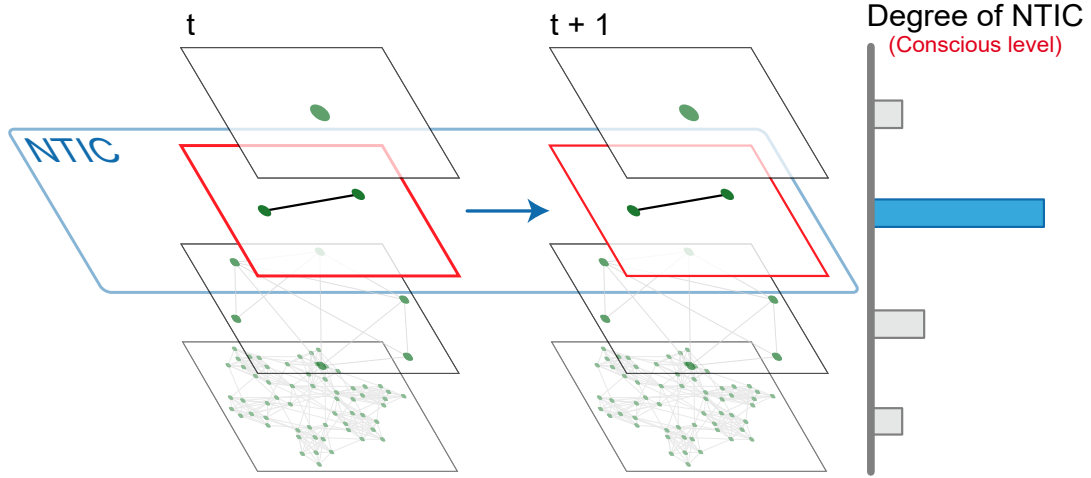 t
t + 1
Degree of NTIC
(Conscious level)
NTIC